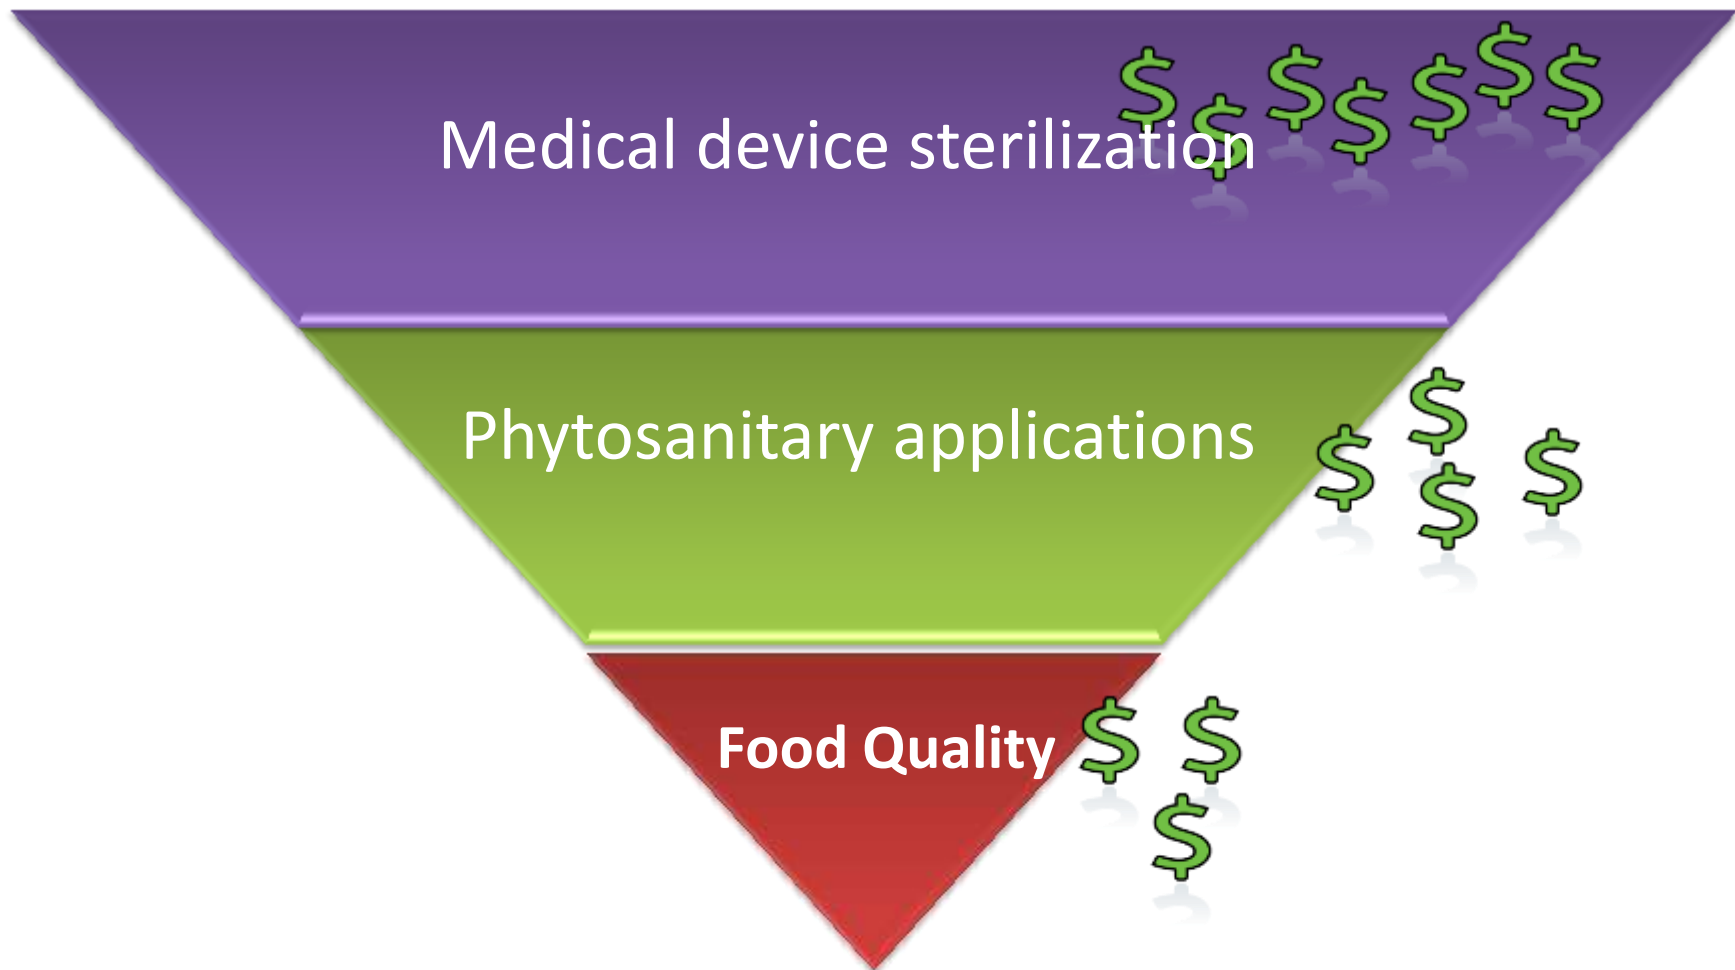 Medical device sterilization
$ $ $ $ $ $ $
Phytosanitary applications
$ $ $ $
Food Quality
$ $ $